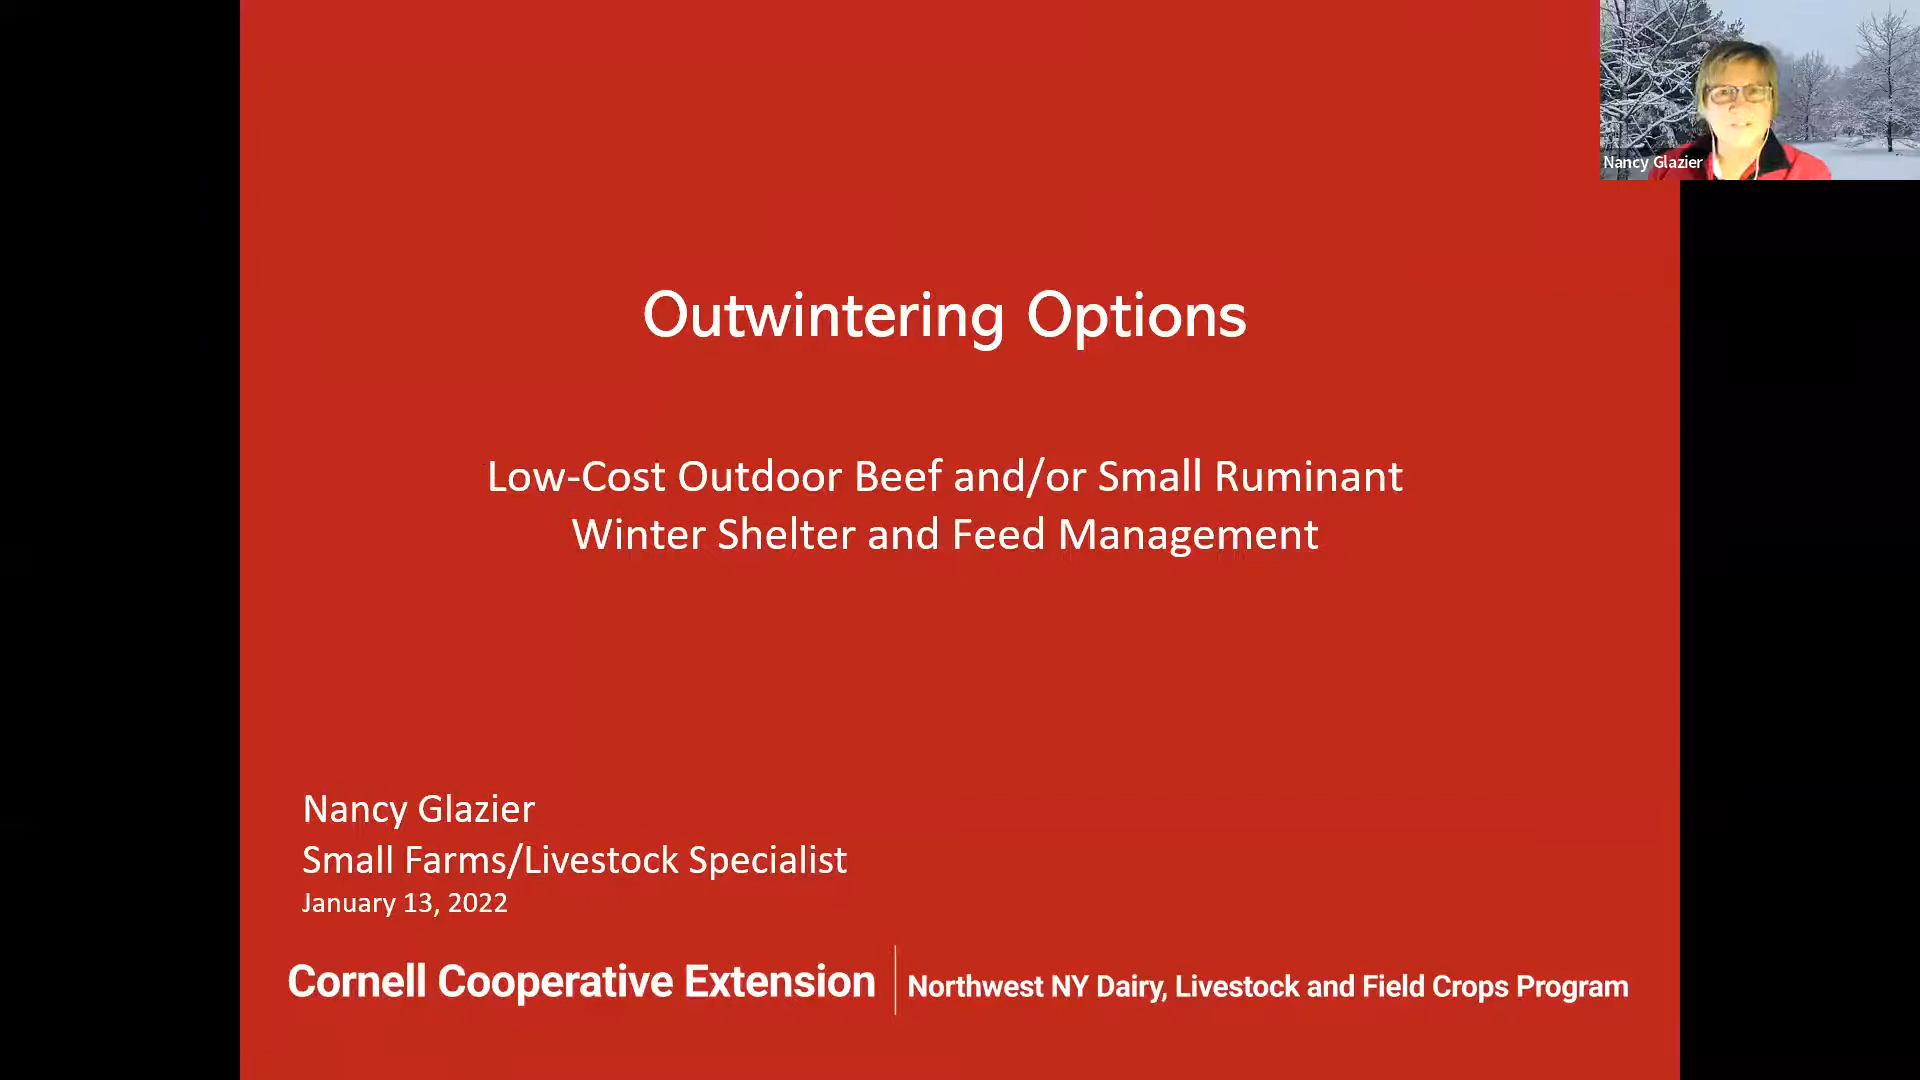 Nancy Glazier
Outwintering Options
Low-Cost Outdoor Beef and/or Small Ruminant
Winter Shelter and Feed Management
Nancy Glazier
Small Farms/Livestock Specialist
January 13, 2022
Cornell Cooperative Extension | Northwest NY Dairy, Livestock and Field Crops Program